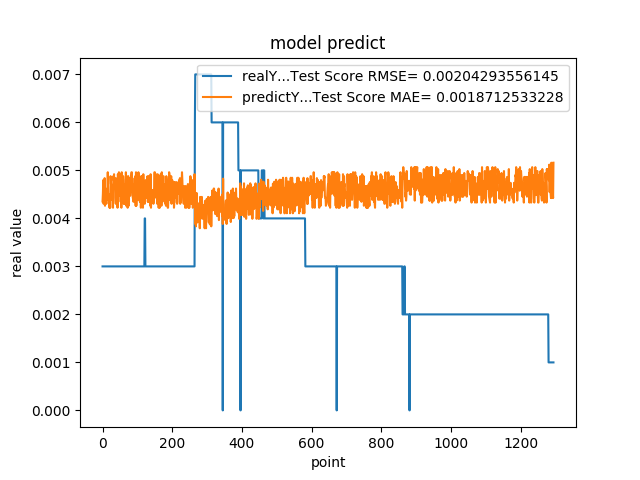 model predict
realY...Test Score RMSE= 0.00204293556145
predictY...Test Score MAE= 0.0018712533228
real value
0.007
0.006
0.005
0.004
0.003
0.002
0.001
0.000
0 200 400 600 800 1000 1200
point